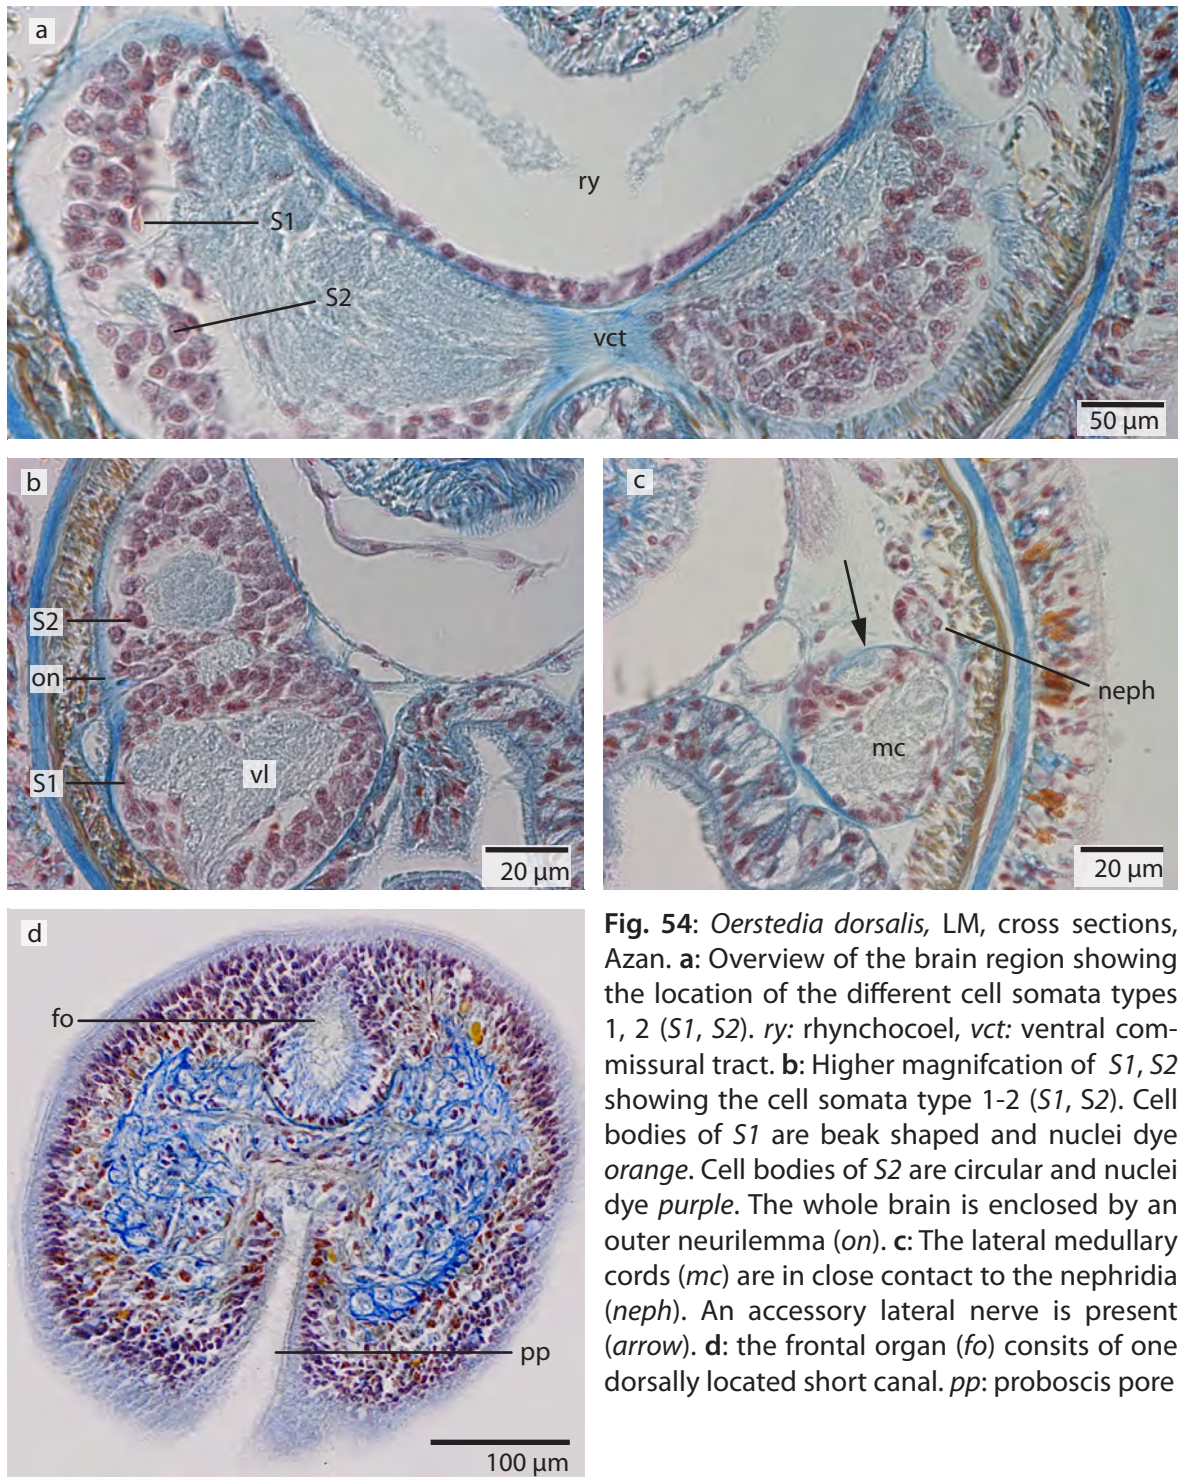 a
ry
S1
S2
vct
50 µm
b
S2
on
S1
vl
20 µm
c
neph
mc
20 µm
d
fo
pp
100 µm
Fig. 54: Oerstedia dorsalis, LM, cross sections,
Azan. a: Overview of the brain region showing
the location of the different cell somata types
1, 2 (S1, S2). ry: rhynchocoel, vct: ventral com-
missural tract. b: Higher magnifcation of S1, S2
showing the cell somata type 1-2 (S1, S2). Cell
bodies of S1 are beak shaped and nuclei dye
orange. Cell bodies of S2 are circular and nuclei
dye purple. The whole brain is enclosed by an
outer neurilemma (on). c: The lateral medullary
cords (mc) are in close contact to the nephridia
(neph). An accessory lateral nerve is present
(arrow). d: the frontal organ (fo) consits of one
dorsally located short canal. pp: proboscis pore